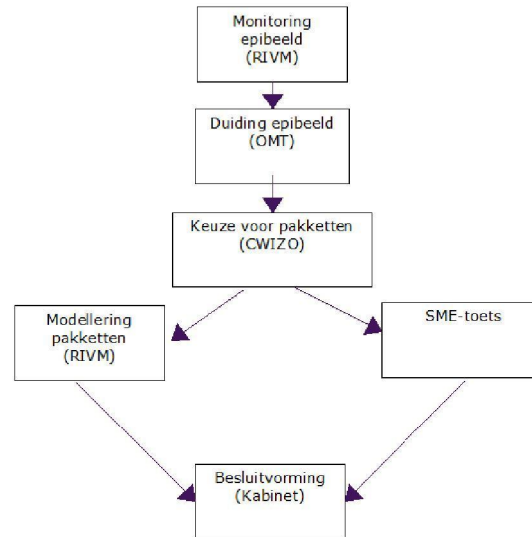 Monitoring
epibeeld
(RIVM)
Duiding epibeeld
(OMT)
Keuze voor pakketten
(CWIZO)
Modellering
pakketten
(RIVM)
SME-toets
Besluitvorming
(Kabinet)